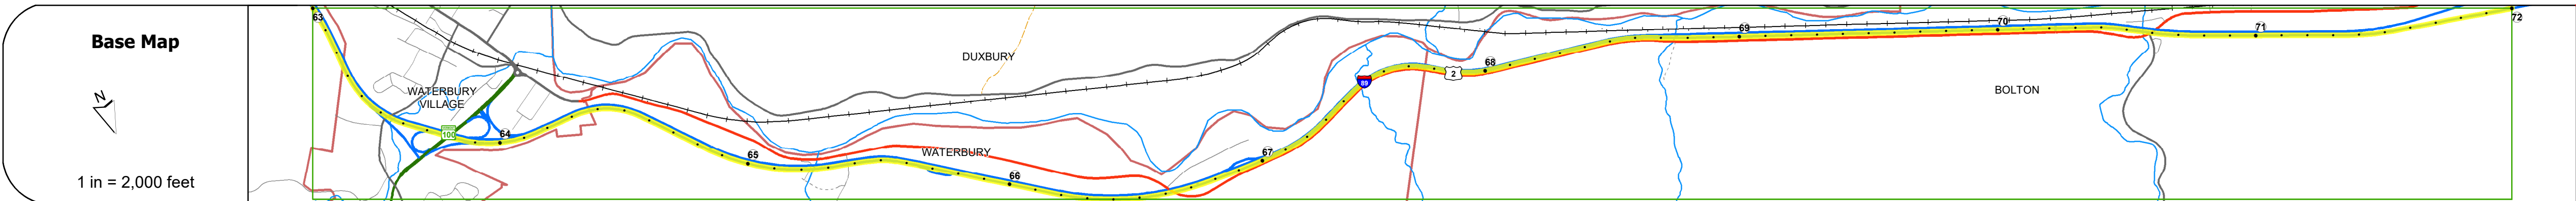 Base Map
N
1 in = 2,000 feet
63
WATERBURY
VILLAGE
100
64
65
DUXBURY
WATERBURY
66
67
89
2
68
69
70
BOLTON
71
72